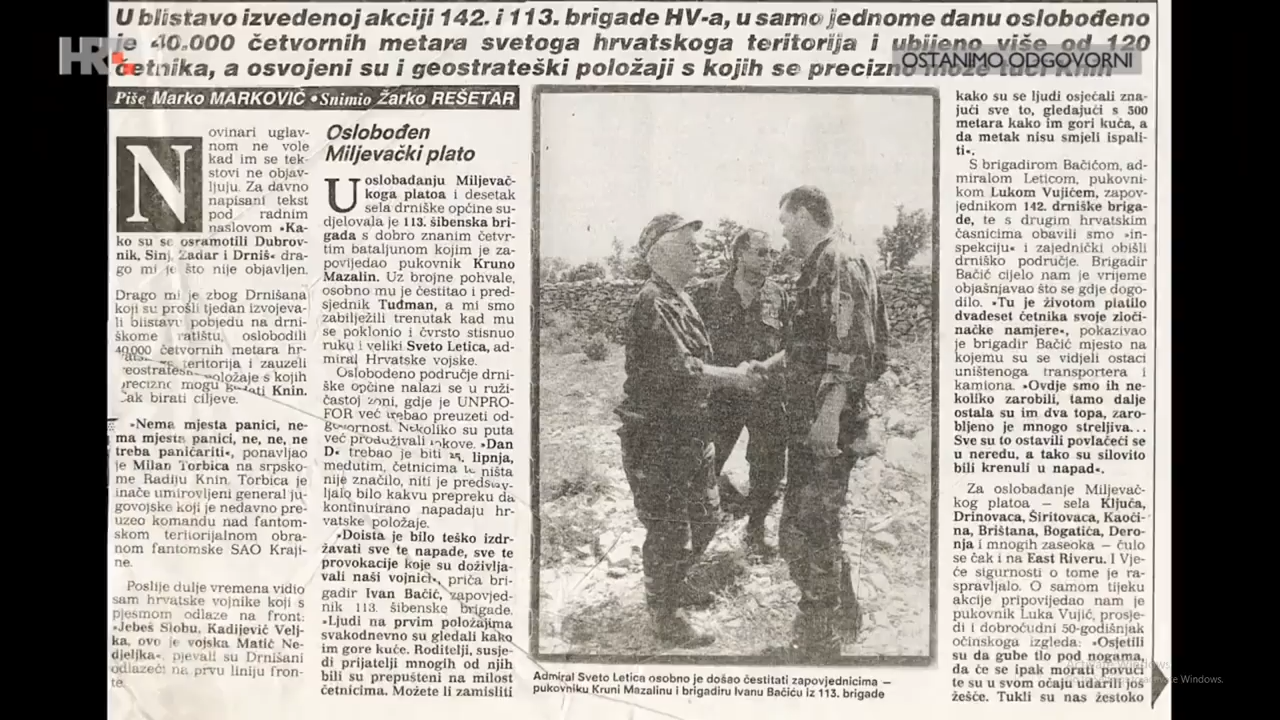 U blistavo izvedenoj akciji 142. i 113. brigade HV-a, u samo jednome danu oslobođeno
je 40.000 četvornih metara svetoga hrvatskoga teritorija i ubijeno više od 120
četnika, a osvojeni su i geostrateški položaji s kojih se precizno može tući Knin
HRT
OSTANIMO ODGOVORNI
Piše Marko MARKOVIĆ • Snimio Žarko REŠETAR
Novinari uglav-
nom ne vole
kad im se tek-
stovi ne objav-
ljuju. Za davno
napisani tekst
pod radnim
naslovom »Ka-
ko su se osramotili Dubrov-
nik, Sinj, Zadar i Drniš« dra-
go mi je što nije objavljen.
Drago mi je zbog Drnišana
koji su prošli tjedan izvojeva-
li blistavu pobjedu na drni-
škome ratištu, oslobodili
40.000 četvornih metara hr-
teritorija i zauzeli
položaje s kojih
precizno mogu gađati Knin.
čak birati ciljeve.
»Nema mjesta panici, ne-
ma mjesta panici, ne, ne, ne
treba paničariti«, ponavljao
je Milan Torbica na srpsko-
me Radiju Knin. Torbica je
inače umirovljeni general ju-
govojske koji je nedavno pre-
uzeo komandu nad fantom-
skom teritorijalnom obra-
nom fantomske SAO Kraji-
ne.
Poslije dulje vremena vidio
sam hrvatske vojnike koji s
pjesmom odlaze na front:
»Jebeš Slobu, Kadijević Velj-
ka, ovo je vojska Matić Ne-
djeljka«, pjevali su Drnišani
odlazeći na prvu liniju fron-
te.
Oslobođen
Miljevački plato
U oslobađanju Miljevač-
koga platoa i desetak
sela drniške općine su-
djelovala je 113. šibenska bri-
gada s dobro znanim četvr-
tim bataljunom kojim je za-
povijedao pukovnik Kruno
Mazalin. Uz brojne pohvale,
osobno mu je čestitao i pred-
sjednik Tuđman, a mi smo
zabilježili trenutak kad mu
se poklonio i čvrsto stisnuo
ruku i veliki Sveto Letica, ad-
miral Hrvatske vojske.
Oslobođeno područje drni-
ške općine nalazi se u ruži-
častoj zoni, gdje je UNPRO-
FOR već trebao preuzeti od-
govornost. Nekoliko su puta
već produživali rokove. »Dan
D« trebao je biti 25. lipnja,
međutim, četnicima to ništa
nije značilo, niti je predstav-
ljalo bilo kakvu prepreku da
kontinuirano napadaju hr-
vatske položaje.
»Doista je bilo teško izdr-
žavati sve te napade, sve te
provokacije koje su doživlja-
vali naši vojnici«, priča bri-
gadir Ivan Bačić, zapovjed-
nik 113. šibenske brigade.
»Ljudi na prvim položajima
svakodnevno su gledali kako
im gore kuće. Roditelji, susje-
di prijatelji mnogih od njih
bili su prepušteni na milost
četnicima. Možete li zamisliti
Admiral Sveto Letica osobno je došao čestitati zapovjednicima –
pukovniku Kruni Mazalinu i brigadiru Ivanu Bačiću iz 113. brigade
kako su se ljudi osjećali zna-
jući sve to, gledajući s 500
metara kako im gori kuća, a
da metak nisu smjeli ispali-
ti«.
S brigadirom Bačićom, ad-
miralom Leticom, pukovni-
kom Lukom Vujićem, zapov-
jednikom 142. drniške briga-
de, te s drugim hrvatskim
časnicima obavili smo »in-
spekciju« i zajednički obišli
drniško područje. Brigadir
Bačić cijelo nam je vrijeme
objašnjavao što se gdje dogo-
dilo. »Tu je životom platilo
dvadeset četnika svoje zloči-
načke namjere«, pokazivao
je brigadir Bačić mjesto na
kojemu su se vidjeli ostaci
uništenoga transportera i
kamiona. »Ovdje smo ih ne-
koliko zarobili, tamo dalje
ostala su im dva topa, zaro-
bljeno je mnogo streljiva...
Sve su to ostavili povlačeći se
u neredu, a tako su silovito
bili krenuli u napad«.
Za oslobađanje Miljevač-
kog platoa – sela Ključa,
Drinovaca, Širitovaca, Kaoči-
na, Brištana, Bogatića, Dero-
nja i mnogih zaseoka – čulo
se čak i na East Riveru. I Vje-
će sigurnosti o tome je ra-
spravljalo. O samom tijeku
akcije pripovijedao nam je
pukovnik Luka Vujić, prosje-
di i dobroćudni 50-godišnjak
očinskoga izgleda: »Osjetili
su da gube tlo pod nogama,
da će se ipak morati povući
te su u svom očaju udarili još
žešće. Tukli su nas žestoko